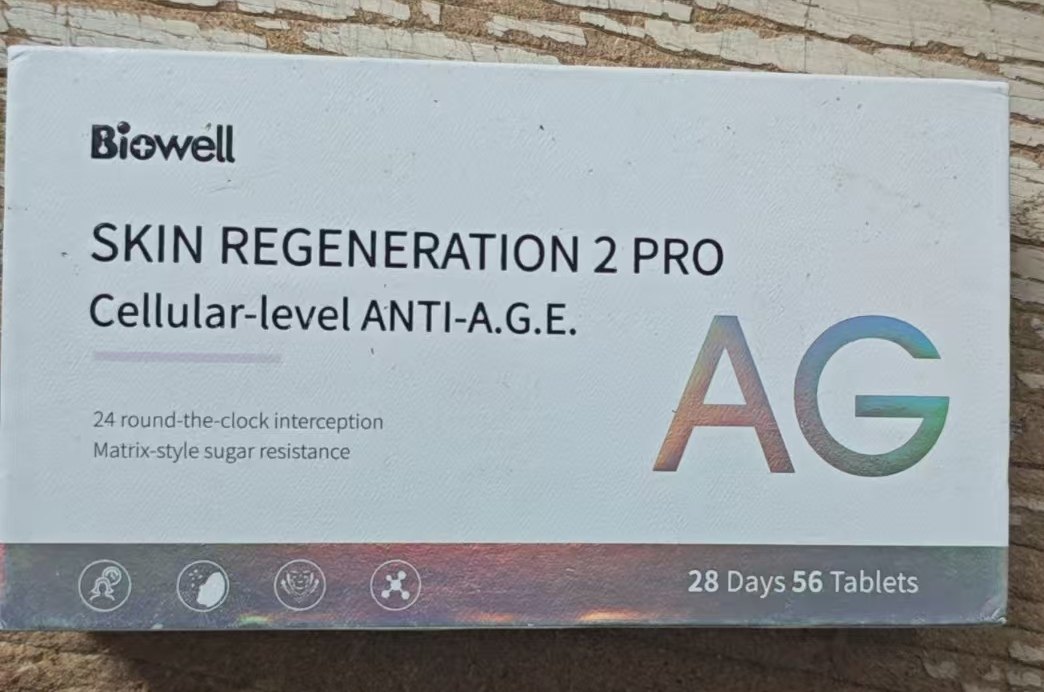 Biowell
SKIN REGENERATION 2 PRO
Cellular-level ANTI-A.G.E.
24 round-the-clock interception
Matrix-style sugar resistance
AG
28 Days 56 Tablets